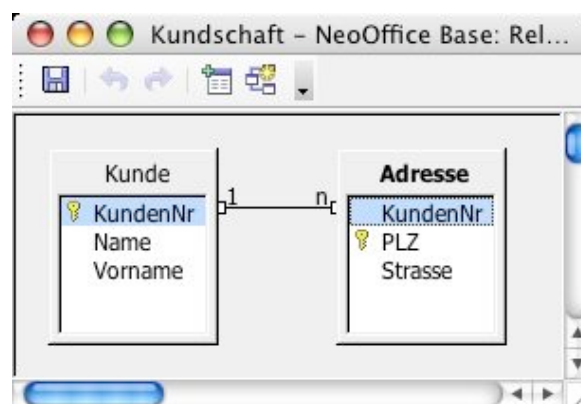 Kundschaft – NeoOffice Base: Rel...
Kunde
KundenNr
Name
Vorname
1 n
Adresse
KundenNr
PLZ
Strasse